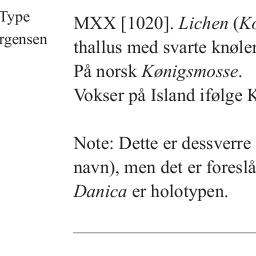 Type
rgensen
MXX [1020]. Lichen (Ko
thallus med svarte knøler
På norsk Kønigsmosse.
Vokser på Island ifølge K
Note: Dette er dessverre
navn), men det er foreslå
Danica er holotypen.